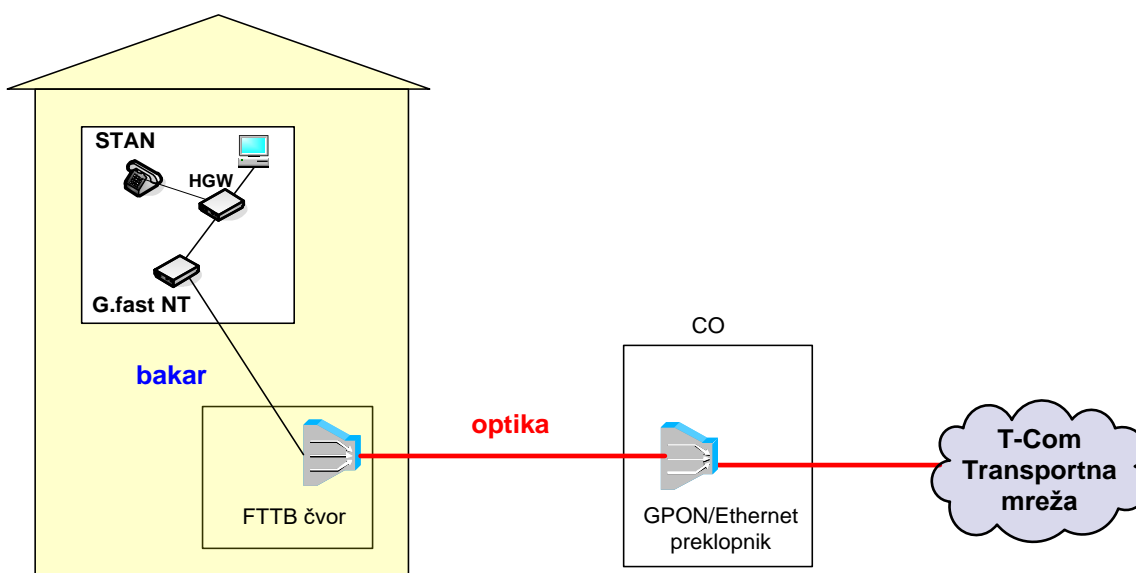 STAN
HGW
G.fast NT
bakar
FTTB čvor
optika
CO
GPON/Ethernet
preklopnik
T-Com
Transportna
mreža